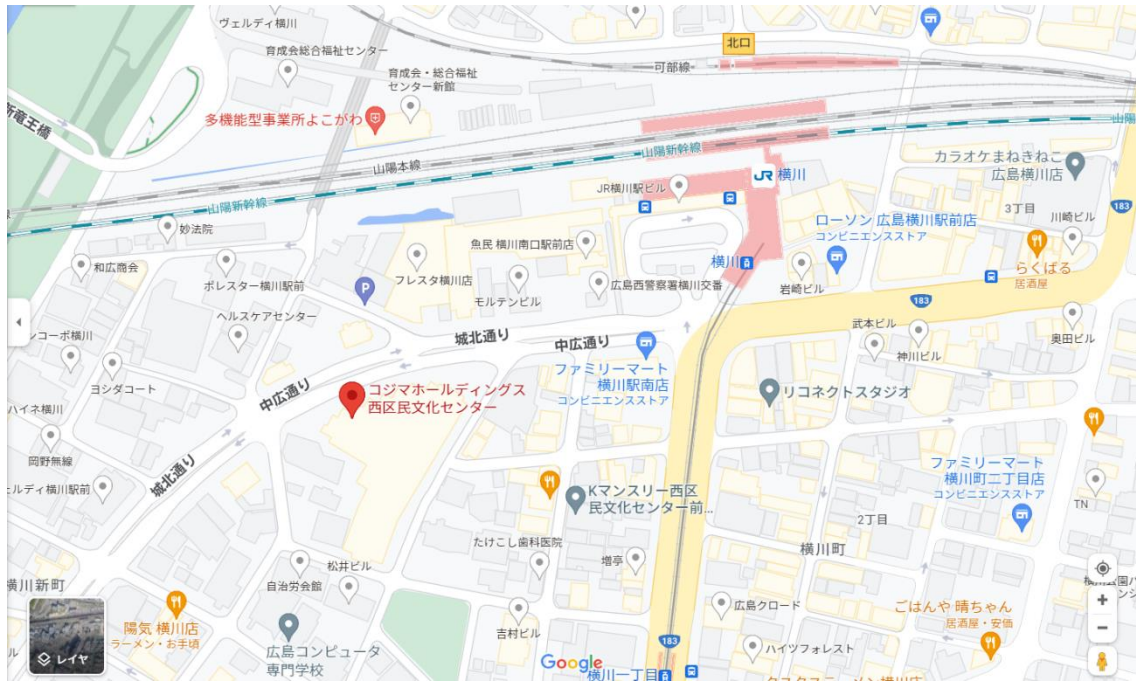 ヴェルディ横川
北口
育成会総合福祉センター
可部線
育成会・総合福祉
センター新館
新竜王橋
多機能型事業所よこがわ
山陽本線
山陽新幹線
山陽
カラオケまねきねこ
広島横川店
JR 横川
JR横川駅ビル
山陽新幹線
183
3丁目
川崎ビル
妙法院
ローソン 広島横川駅前店
コンビニエンスストア
魚民 横川南口駅前店
和広商会
横川
らくばる
居酒屋
フレスタ横川店
ポレスター横川駅前
P
モルテンビル
広島西警察署横川交番
岩崎ビル
183
ヘルスケアセンター
武本ビル
奥田ビル
ンコーポ横川
城北通り
中広通り
神川ビル
ファミリーマート
横川駅南店
コンビニエンスストア
ヨシダコート
中広通り
コジマホールディングス
西区民文化センター
リコネクトスタジオ
ハイネ横川
岡野無線
城北通り
ファミリーマート
横川町二丁目店
コンビニエンスストア
ェルディ横川駅前
Kマンスリー西区
民文化センター前...
TN
2丁目
たけこし歯科医院
横川町
増亭
松井ビル
横川新町
自治労会館
広島クロード
ごはんや 晴ちゃん
居酒屋・安価
陽気 横川店
ラーメン・お手頃
吉村ビル
183
広島コンピュータ
専門学校
ハイツフォレスト
レイヤ
Google
横川一丁目